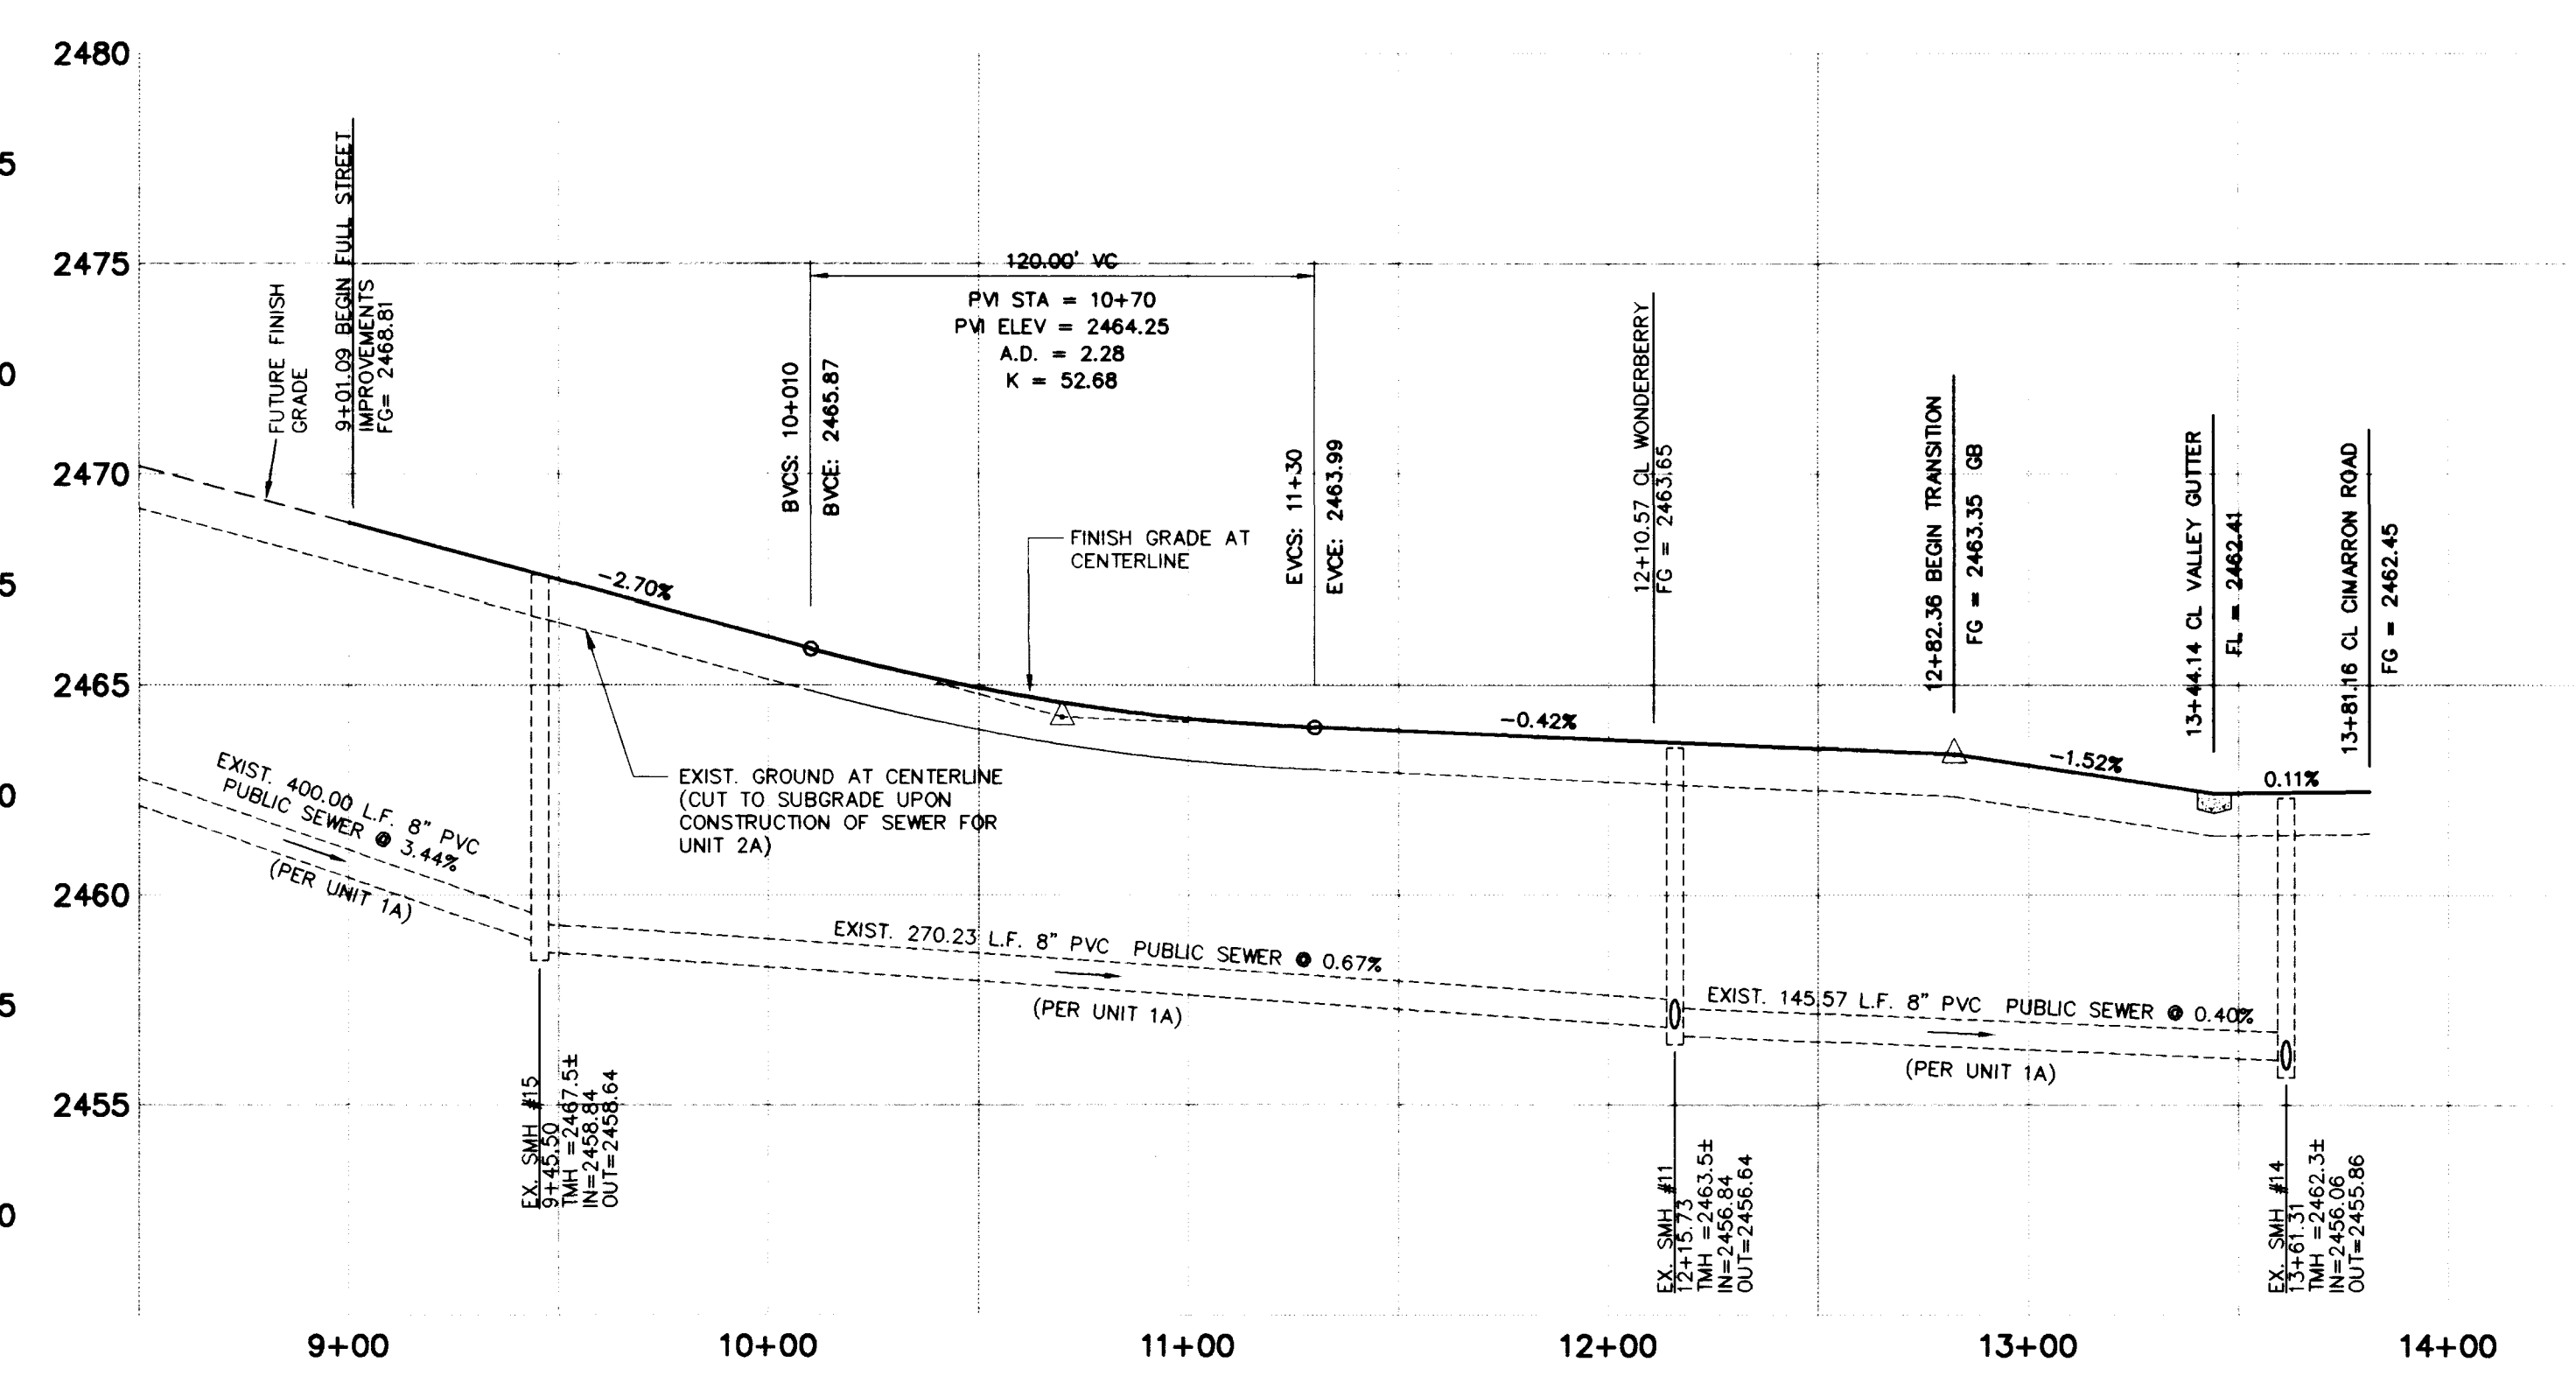 2480
2475
2470
2465
2460
2455
5
0
5
0
5
0
FUTURE FINISH
GRADE
9+01.09 BEGIN FULL STREET
IMPROVEMENTS
FG= 2468.81
120.00' VC
PVI STA = 10+70
PVI ELEV = 2464.25
A.D. = 2.28
K = 52.68
BVCS: 10+010
BVCE: 2465.87
EVCS: 11+30
EVCE: 2463.99
12+10.57 CL WONDERBERRY
FG = 2463.65
12+82.36 BEGIN TRANSITION
FG = 2463.35 GB
13+44.14 CL VALLEY GUTTER
FL = 2462.41
13+81.16 CL CIMARRON ROAD
FG = 2462.45
-2.70%
FINISH GRADE AT
CENTERLINE
-0.42%
-1.52%
0.11%
EXIST. GROUND AT CENTERLINE
(CUT TO SUBGRADE UPON
CONSTRUCTION OF SEWER FOR
UNIT 2A)
EXIST. 400.00 L.F. 8" PVC
PUBLIC SEWER @ 3.44%
(PER UNIT 1A)
EXIST. 270.23 L.F. 8" PVC PUBLIC SEWER @ 0.67%
(PER UNIT 1A)
EXIST. 145.57 L.F. 8" PVC PUBLIC SEWER @ 0.40%
(PER UNIT 1A)
EX. SMH #15
9+45.50
TMH =2467.5±
IN=2458.84
OUT=2458.64
EX. SMH #11
12+15.73
TMH =2463.5±
IN=2456.84
OUT=2456.64
EX. SMH #14
13+61.31
TMH =2462.3±
IN=2456.06
OUT=2455.86
9+00
10+00
11+00
12+00
13+00
14+00